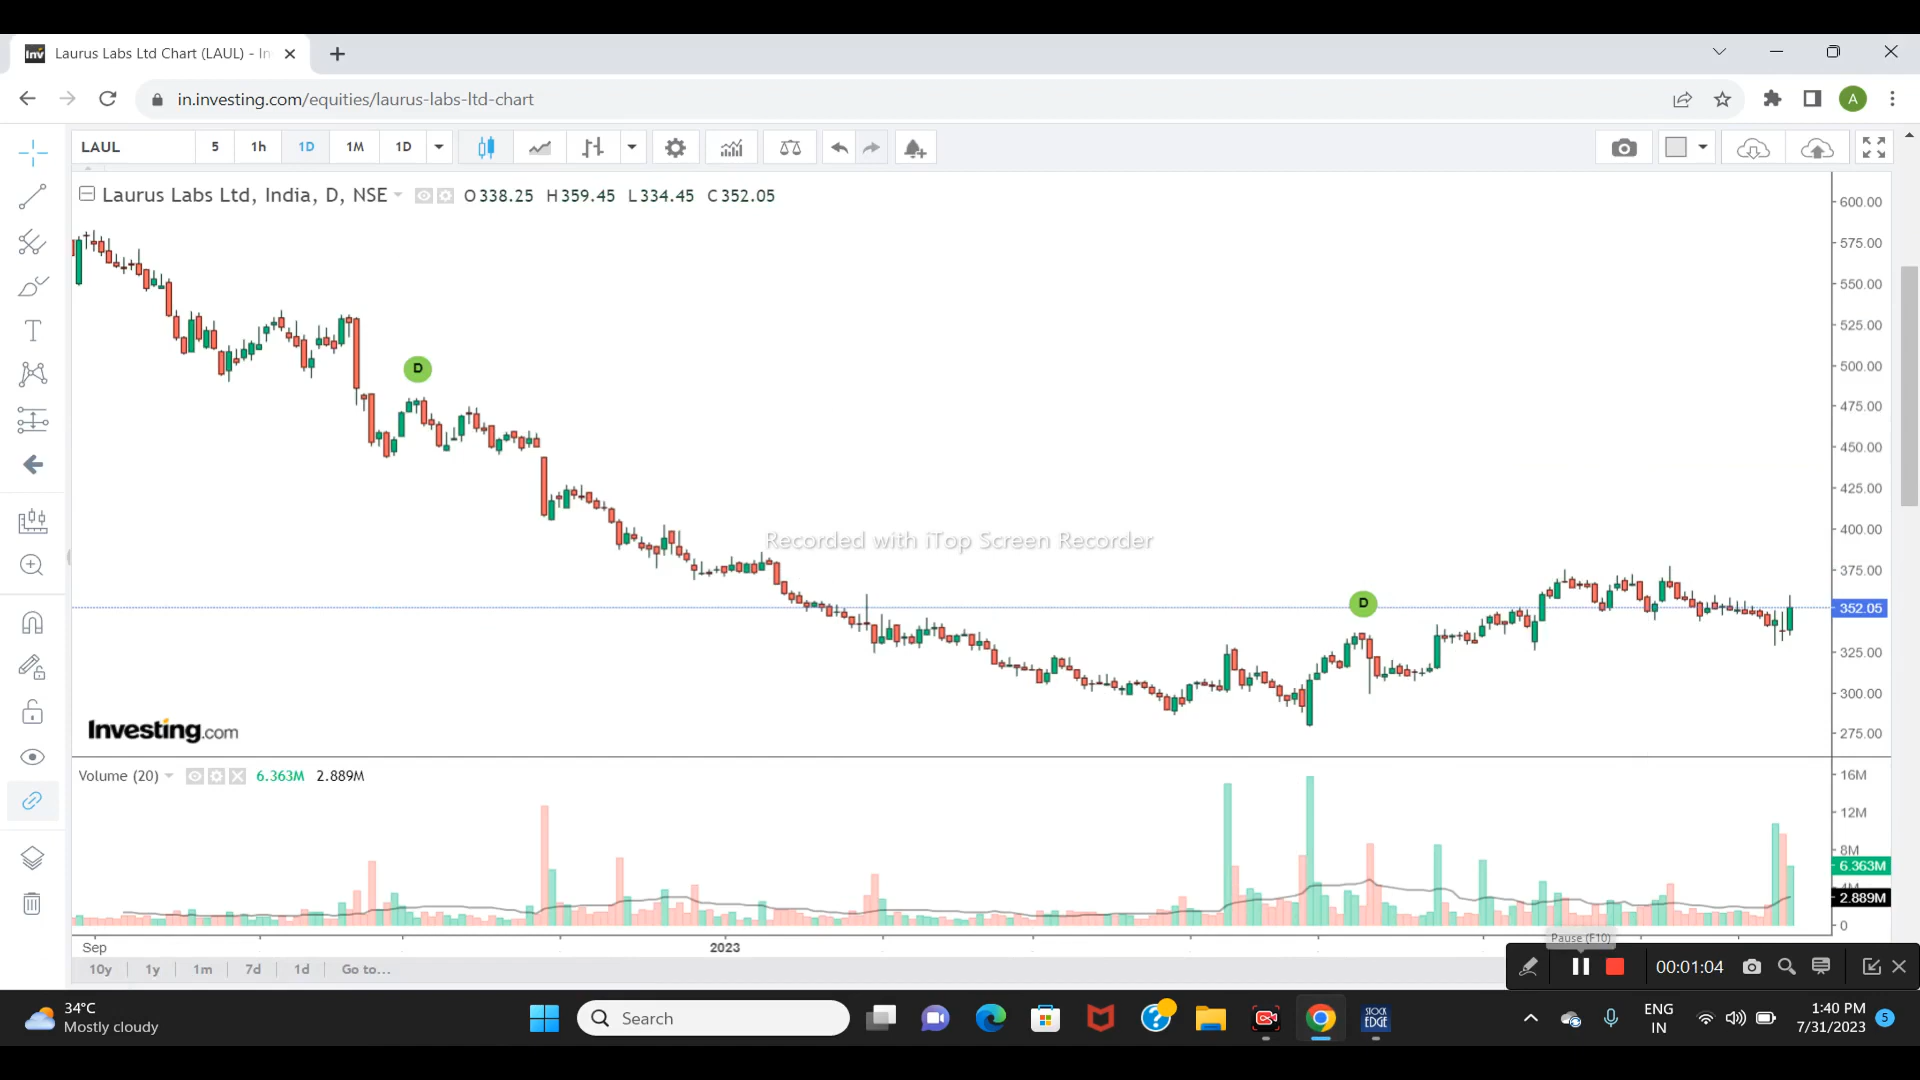 Laurus Labs Ltd Chart (LAUL) - In
in.investing.com/equities/laurus-labs-ltd-chart
A
LAUL 5 1h 1D 1M 1D
Laurus Labs Ltd, India, D, NSE O338.25 H359.45 L334.45 C352.05
600.00
575.00
550.00
525.00
500.00
475.00
450.00
425.00
400.00
375.00
352.05
325.00
300.00
275.00
D
D
Recorded with iTop Screen Recorder
Investing.com
Volume (20) 6.363M 2.889M
16M
12M
8M
6.363M
4M
2.889M
0
Sep 2023
Pause (F10)
10y 1y 1m 7d 1d Go to...
00:01:04
34°C
Mostly cloudy
Search
STOCK
EDGE
ENG
IN
1:40 PM
7/31/2023
5